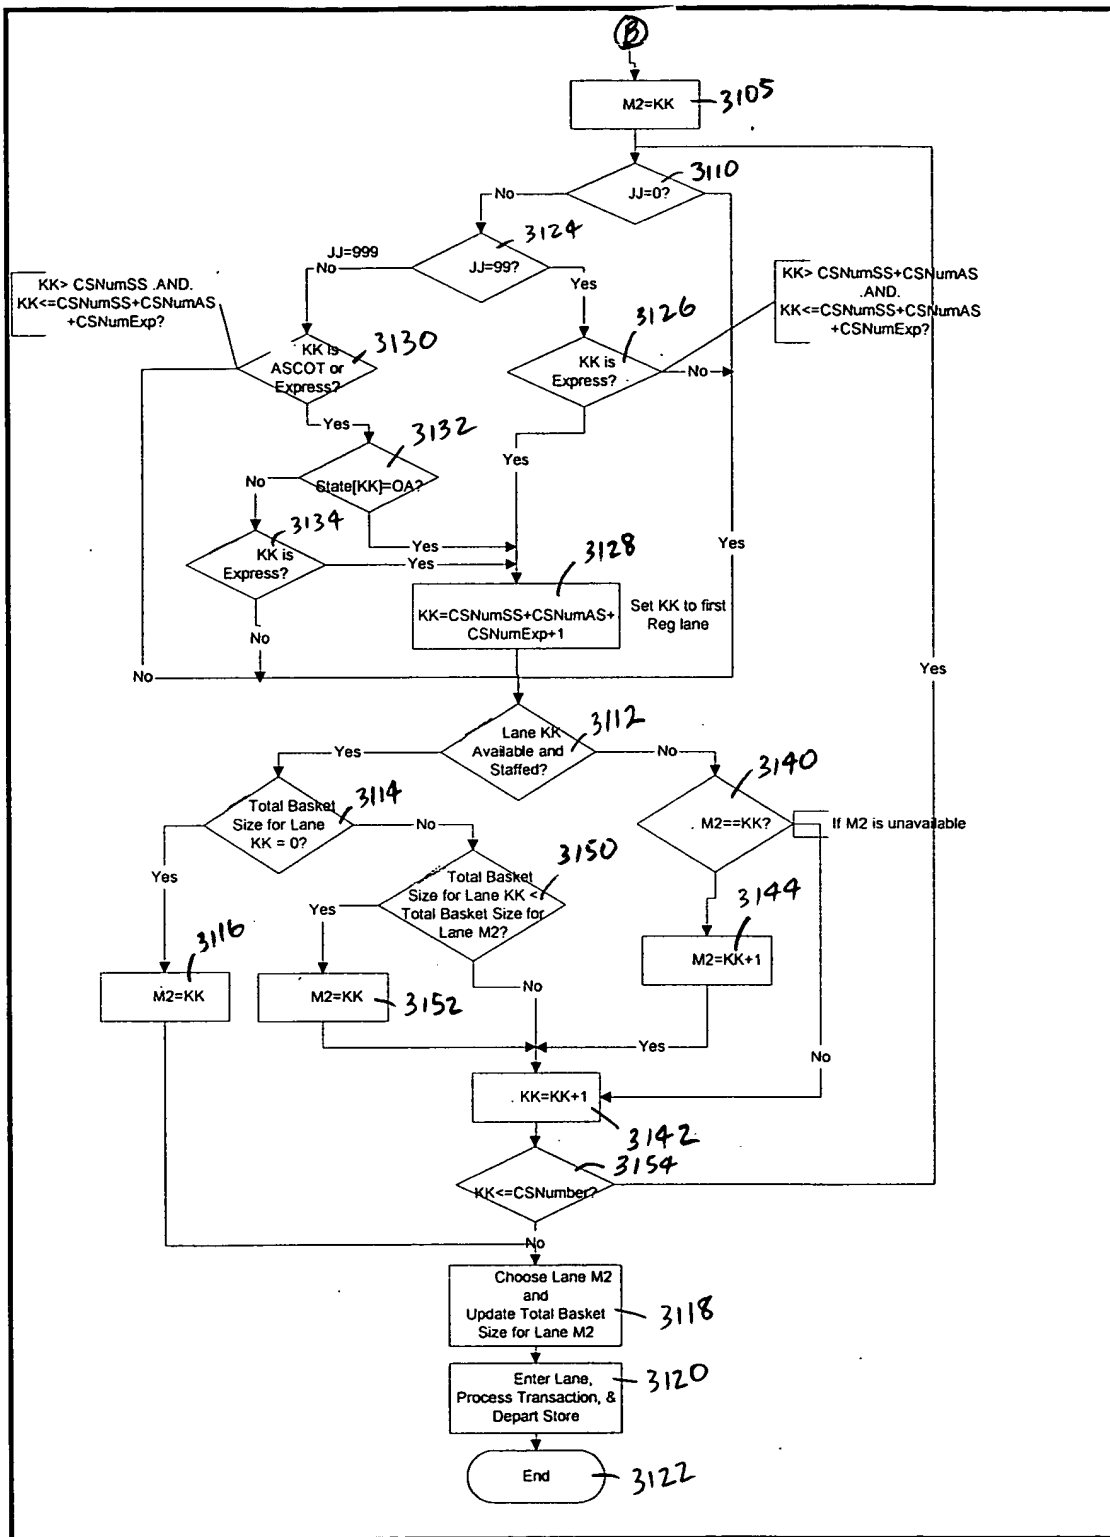 B
M2=KK
3105
JJ=0?
3110
No
3124
JJ=99?
JJ=999
No
Yes
KK> CSNumSS .AND.
KK<=CSNumSS+CSNumAS
+CSNumExp?
KK> CSNumSS+CSNumAS
.AND.
KK<=CSNumSS+CSNumAS
+CSNumExp?
3126
KK is
Express?
No
3130
KK is
ASCOT or
Express?
Yes
3132
State[KK]=OA?
Yes
No
3134
KK is
Express?
Yes
Yes
Yes
3128
KK=CSNumSS+CSNumAS+
CSNumExp+1
Set KK to first
Reg lane
No
No
Yes
3112
Lane KK
Available and
Staffed?
Yes
No
3140
M2==KK?
If M2 is unavailable
3114
Total Basket
Size for Lane
KK = 0?
No
Yes
3150
Total Basket
Size for Lane KK <
Total Basket Size for
Lane M2?
Yes
3144
M2=KK+1
3116
M2=KK
M2=KK
3152
No
Yes
No
KK=KK+1
3142
3154
KK<=CSNumber?
No
Choose Lane M2
and
Update Total Basket
Size for Lane M2
3118
Enter Lane,
Process Transaction, &
Depart Store
3120
End
3122